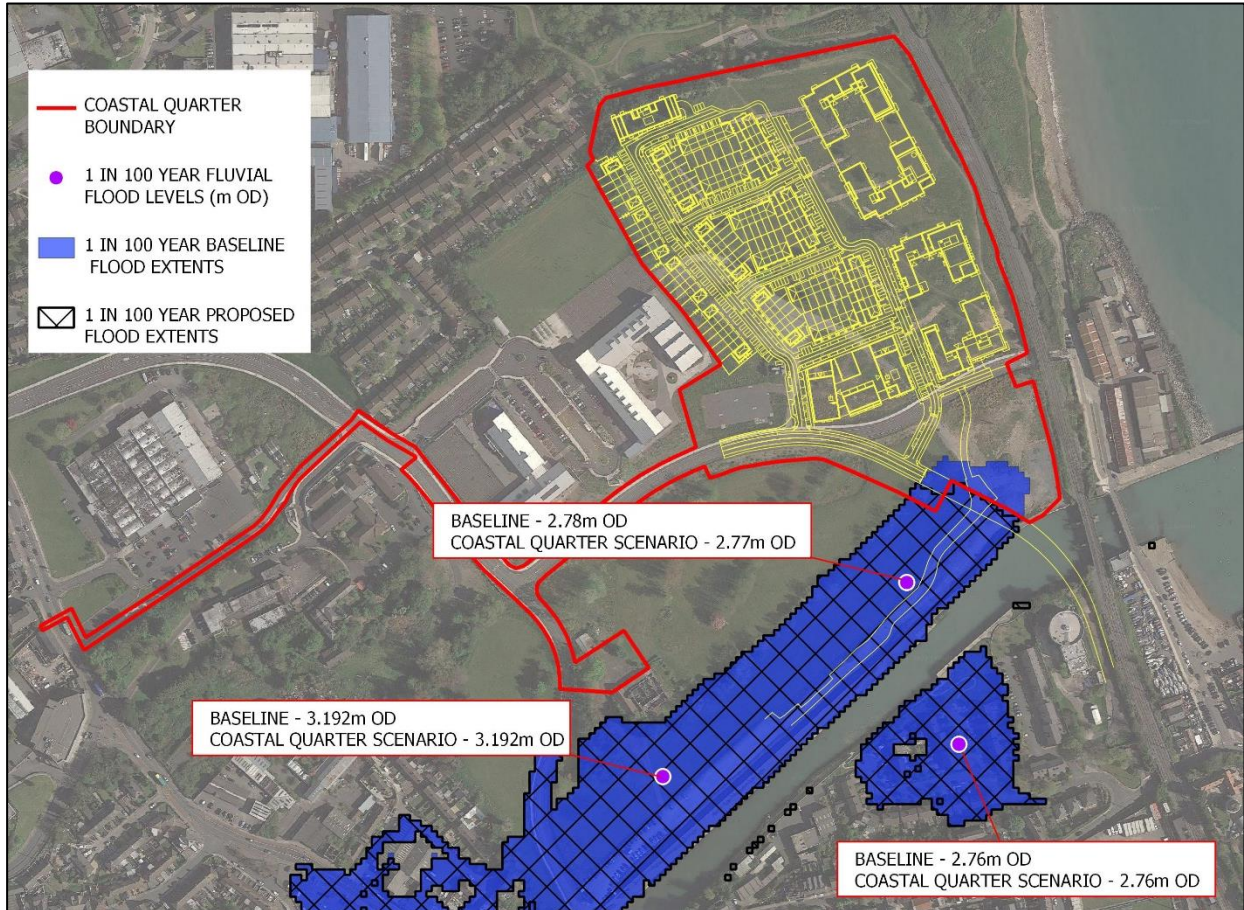 COASTAL QUARTER
BOUNDARY
1 IN 100 YEAR FLUVIAL
FLOOD LEVELS (m OD)
1 IN 100 YEAR BASELINE
FLOOD EXTENTS
1 IN 100 YEAR PROPOSED
FLOOD EXTENTS
BASELINE - 2.78m OD
COASTAL QUARTER SCENARIO - 2.77m OD
BASELINE - 3.192m OD
COASTAL QUARTER SCENARIO - 3.192m OD
BASELINE - 2.76m OD
COASTAL QUARTER SCENARIO - 2.76m OD